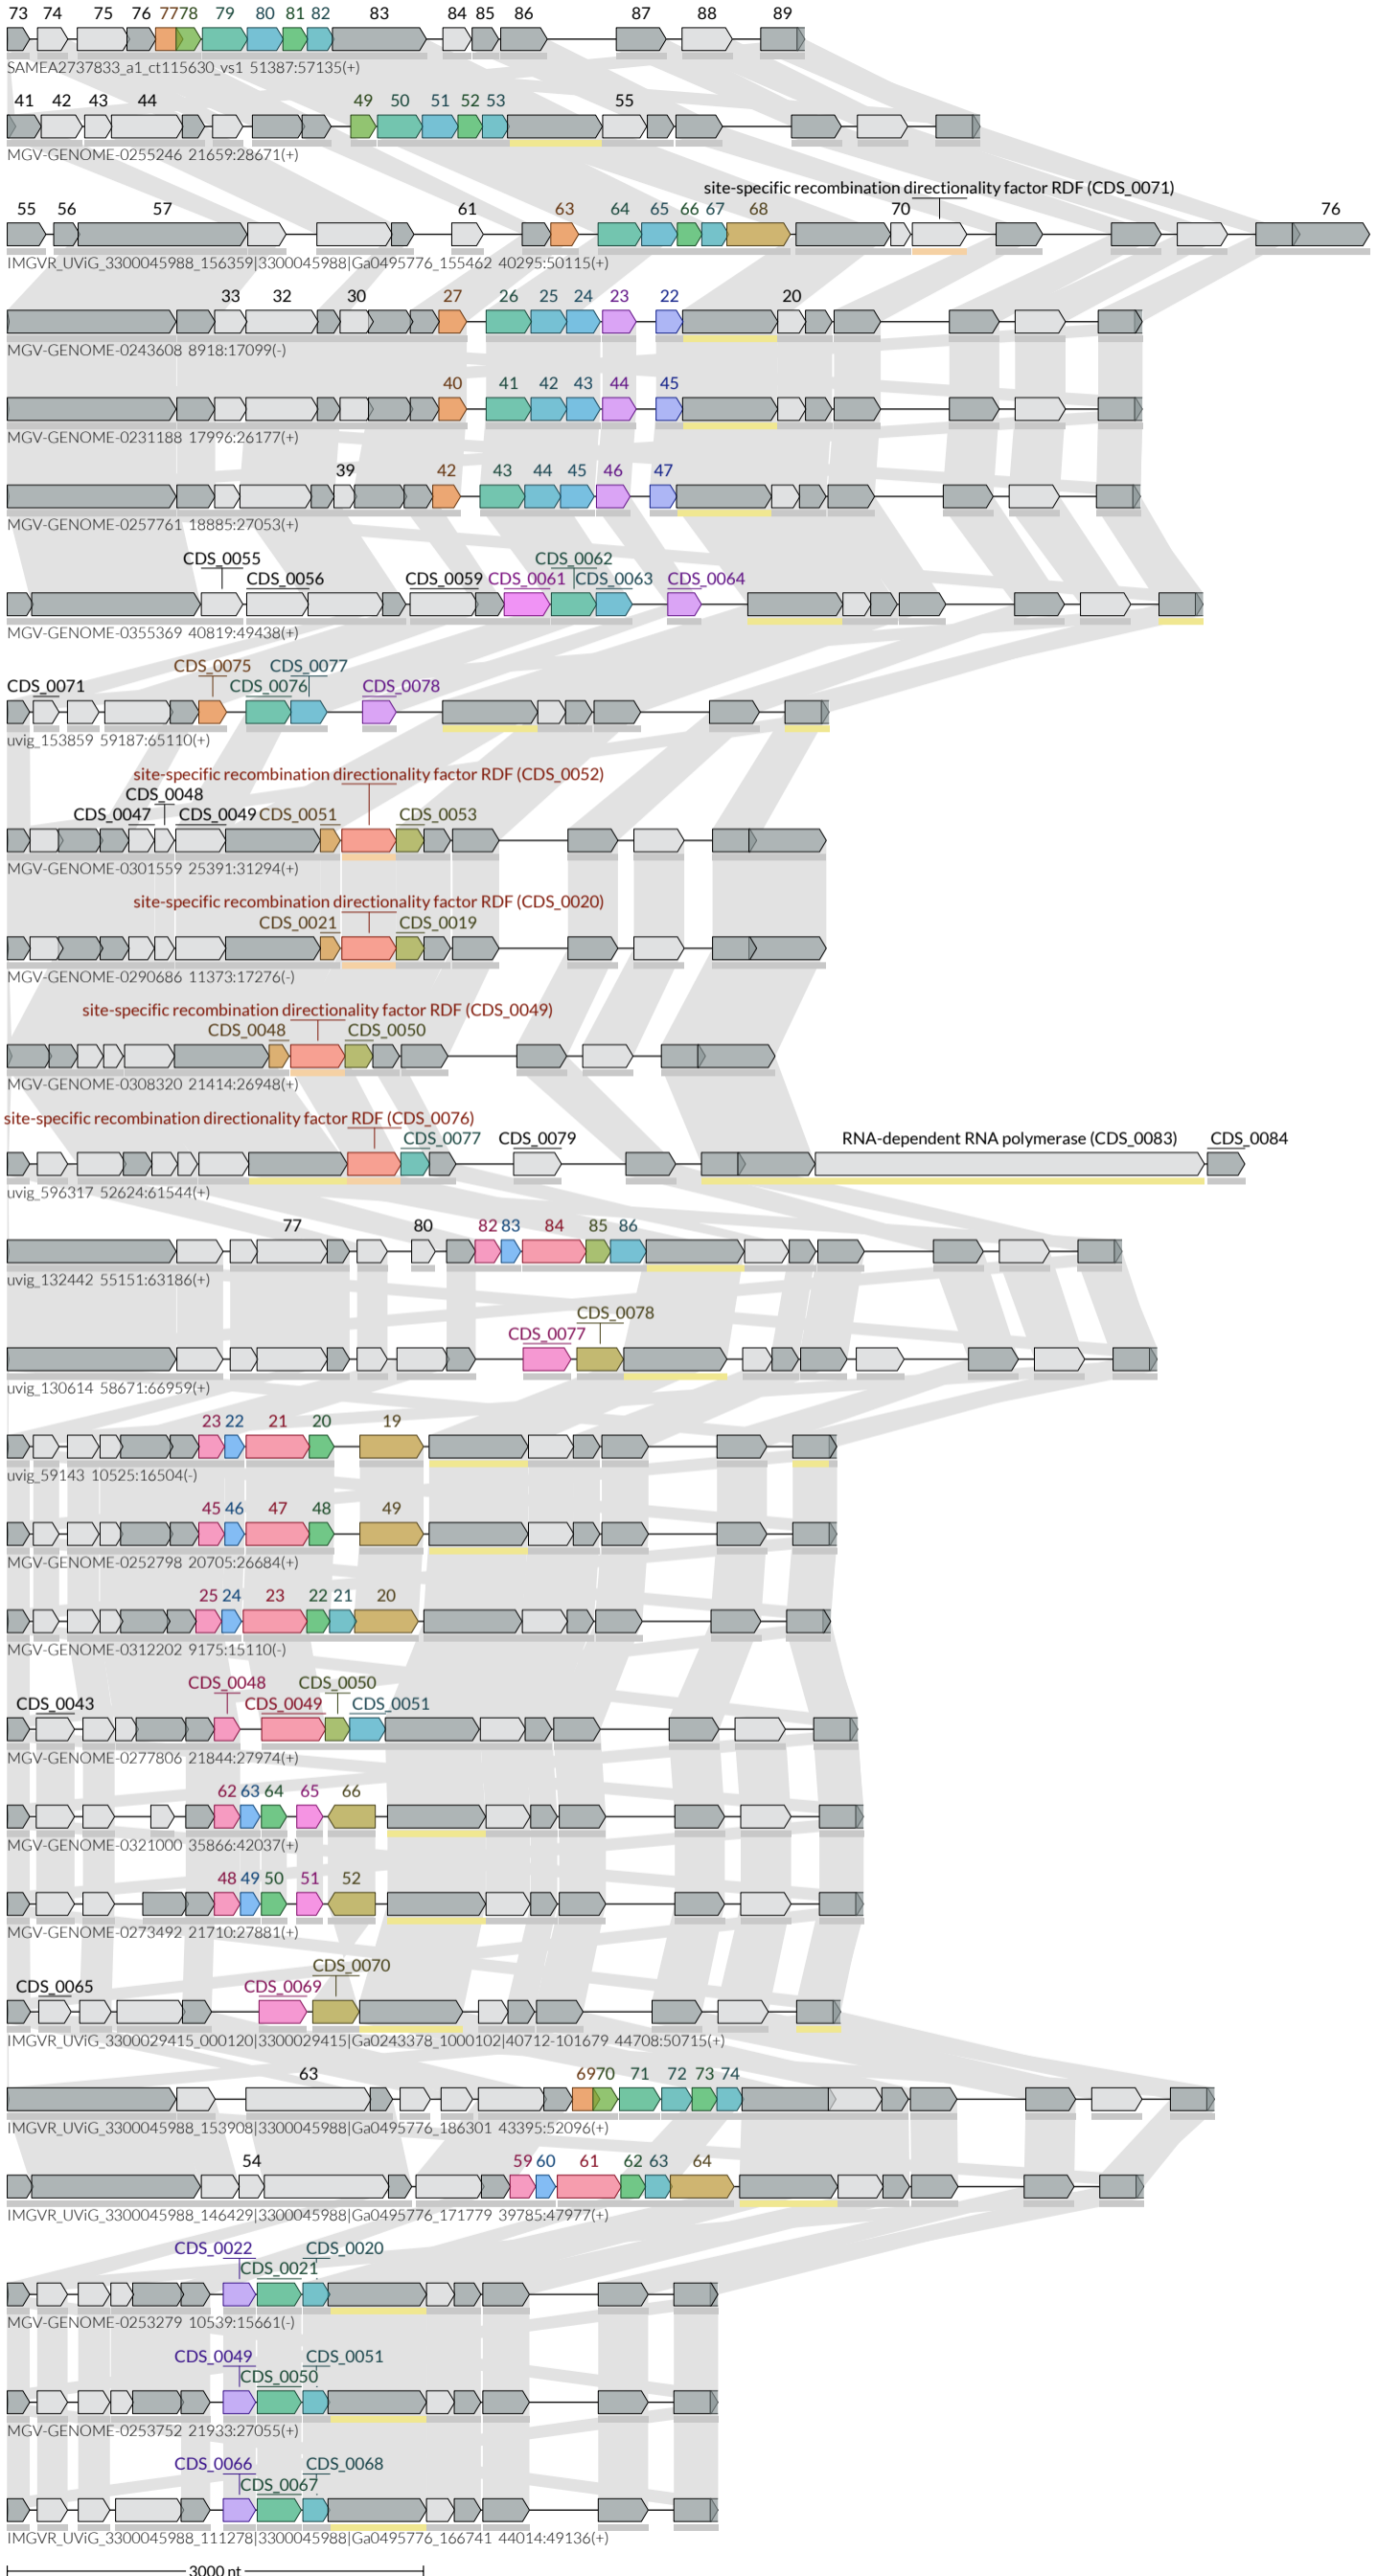 73 74 75 76 77 78 79 80 81 82 83 84 85 86 87 88 89
SAMEA2737833_a1_ct115630_vs1 51387:57135(+)
41 42 43 44 49 50 51 52 53 55
MGV-GENOME-0255246 21659:28671(+)
site-specific recombination directionality factor RDF (CDS_0071)
55 56 57 61 63 64 65 66 67 68 70 76
IMGVR_UViG_3300045988_156359|3300045988|Ga0495776_155462 40295:50115(+)
33 32 30 27 26 25 24 23 22 20
MGV-GENOME-0243608 8918:17099(-)
40 41 42 43 44 45
MGV-GENOME-0231188 17996:26177(+)
39 42 43 44 45 46 47
MGV-GENOME-0257761 18885:27053(+)
CDS_0055 CDS_0062
CDS_0056 CDS_0059 CDS_0061 CDS_0063 CDS_0064
MGV-GENOME-0355369 40819:49438(+)
CDS_0075 CDS_0077
CDS_0071 CDS_0076 CDS_0078
uvig_153859 59187:65110(+)
site-specific recombination directionality factor RDF (CDS_0052)
CDS_0048
CDS_0047 CDS_0049 CDS_0051 CDS_0053
MGV-GENOME-0301559 25391:31294(+)
site-specific recombination directionality factor RDF (CDS_0020)
CDS_0021 CDS_0019
MGV-GENOME-0290686 11373:17276(-)
site-specific recombination directionality factor RDF (CDS_0049)
CDS_0048 CDS_0050
MGV-GENOME-0308320 21414:26948(+)
site-specific recombination directionality factor RDF (CDS_0076)
CDS_0077 CDS_0079 RNA-dependent RNA polymerase (CDS_0083) CDS_0084
uvig_596317 52624:61544(+)
77 80 82 83 84 85 86
uvig_132442 55151:63186(+)
CDS_0078
CDS_0077
uvig_130614 58671:66959(+)
23 22 21 20 19
uvig_59143 10525:16504(-)
45 46 47 48 49
MGV-GENOME-0252798 20705:26684(+)
25 24 23 22 21 20
MGV-GENOME-0312202 9175:15110(-)
CDS_0048 CDS_0050
CDS_0043 CDS_0049 CDS_0051
MGV-GENOME-0277806 21844:27974(+)
62 63 64 65 66
MGV-GENOME-0321000 35866:42037(+)
48 49 50 51 52
MGV-GENOME-0273492 21710:27881(+)
CDS_0070
CDS_0065 CDS_0069
IMGVR_UViG_3300029415_000120|3300029415|Ga0243378_1000102|40712-101679 44708:50715(+)
63 69 70 71 72 73 74
IMGVR_UViG_3300045988_153908|3300045988|Ga0495776_186301 43395:52096(+)
54 59 60 61 62 63 64
IMGVR_UViG_3300045988_146429|3300045988|Ga0495776_171779 39785:47977(+)
CDS_0022 CDS_0020
CDS_0021
MGV-GENOME-0253279 10539:15661(-)
CDS_0049 CDS_0051
CDS_0050
MGV-GENOME-0253752 21933:27055(+)
CDS_0066 CDS_0068
CDS_0067
IMGVR_UViG_3300045988_111278|3300045988|Ga0495776_166741 44014:49136(+)
3000 nt